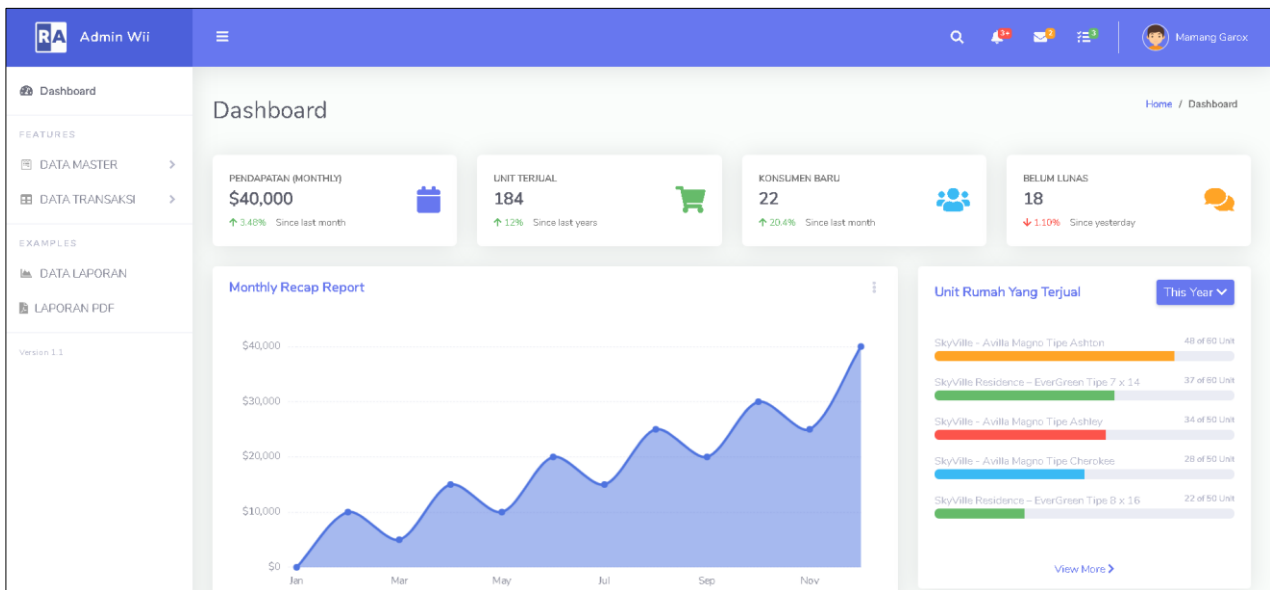 RA Admin Wii
3+ 2 3 Mamang Garox
Dashboard
FEATURES
DATA MASTER
DATA TRANSAKSI
EXAMPLES
DATA LAPORAN
LAPORAN PDF
Version 1.1
Dashboard
Home / Dashboard
PENDAPATAN (MONTHLY)
$40,000
3.48% Since last month
UNIT TERJUAL
184
12% Since last years
KONSUMEN BARU
22
20.4% Since last month
BELUM LUNAS
18
1.10% Since yesterday
Monthly Recap Report
$40,000
$30,000
$20,000
$10,000
$0
Jan Mar May Jul Sep Nov
Unit Rumah Yang Terjual
This Year
SkyVille - Avilla Magno Tipe Ashton 48 of 60 Unit
SkyVille Residence – EverGreen Tipe 7 x 14 37 of 60 Unit
SkyVille - Avilla Magno Tipe Ashley 34 of 50 Unit
SkyVille - Avilla Magno Tipe Cherokee 28 of 50 Unit
SkyVille Residence – EverGreen Tipe 8 x 16 22 of 50 Unit
View More